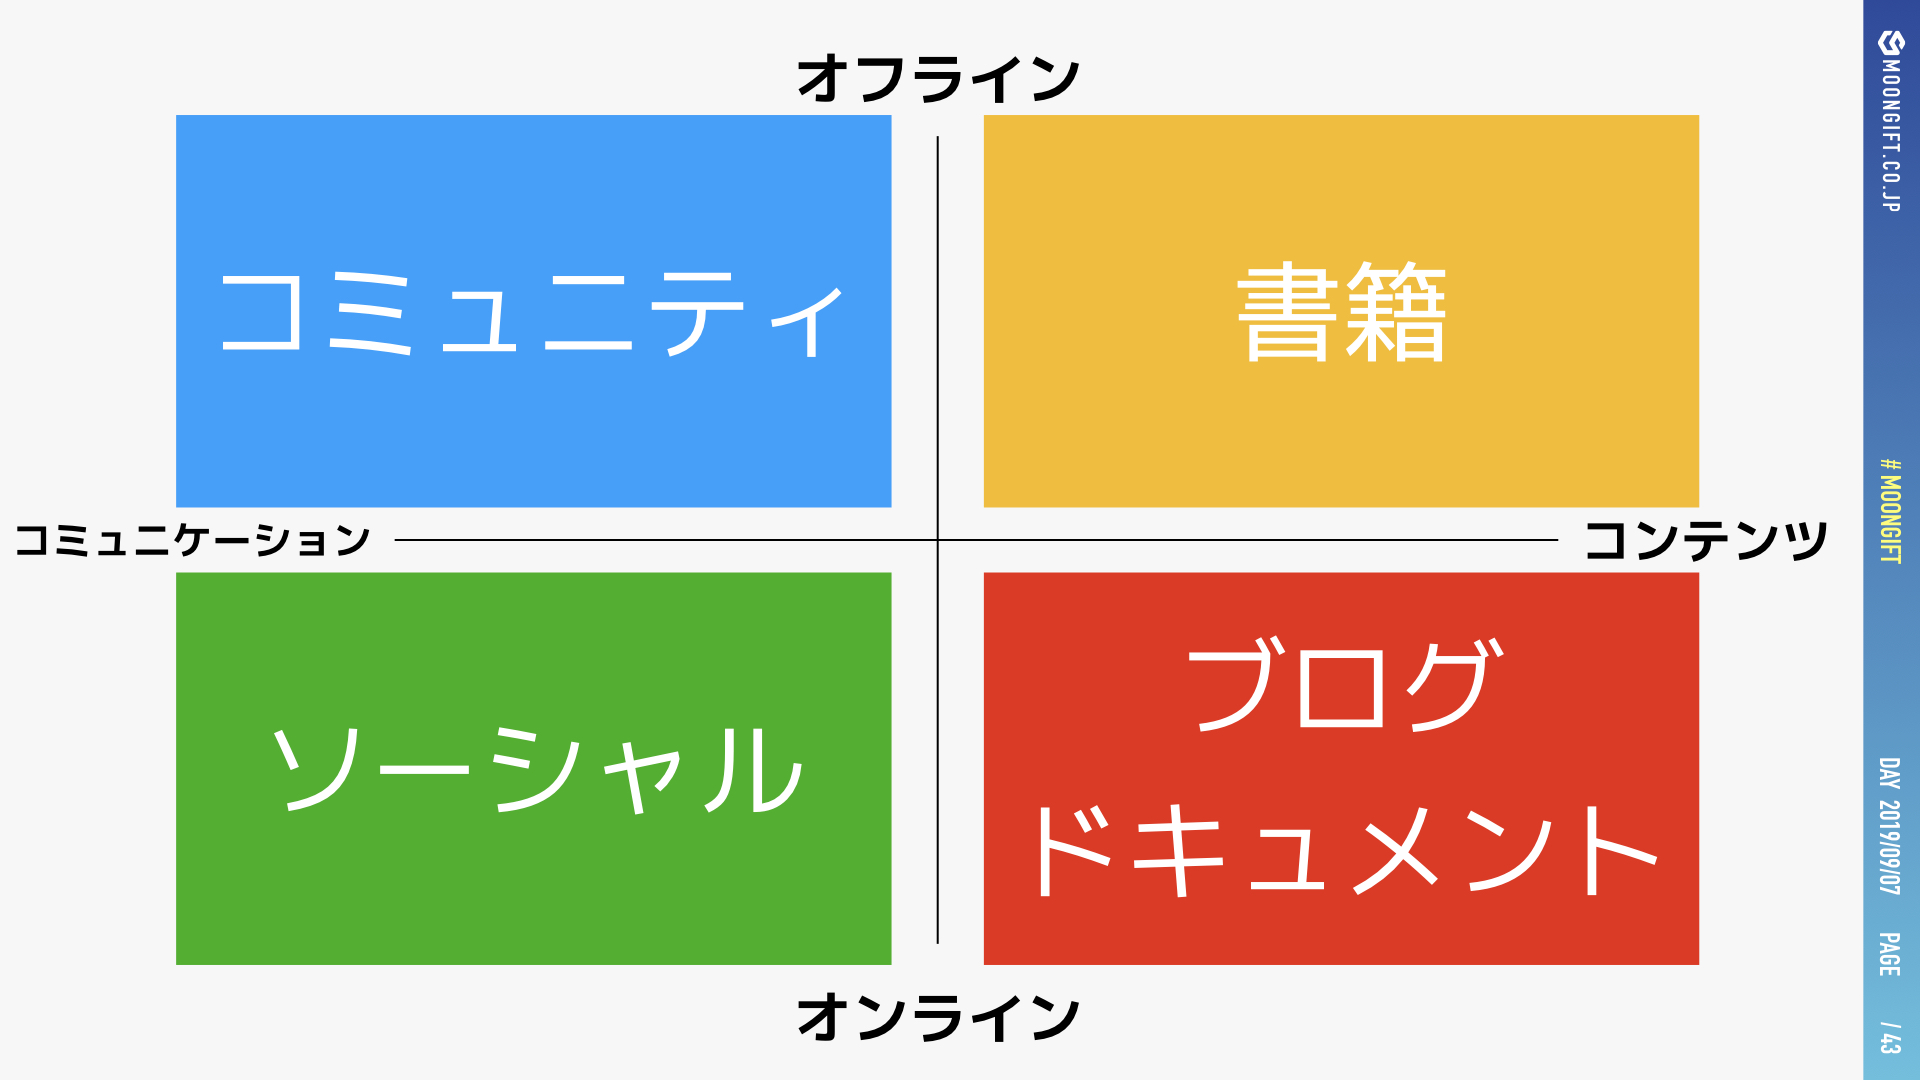 オフライン
コミュニティ
書籍
コミュニケーション
コンテンツ
ソーシャル
ブログ
ドキュメント
オンライン
MOONGIFT.CO.JP
# MOONGIFT
DAY 2019/09/07
PAGE / 43